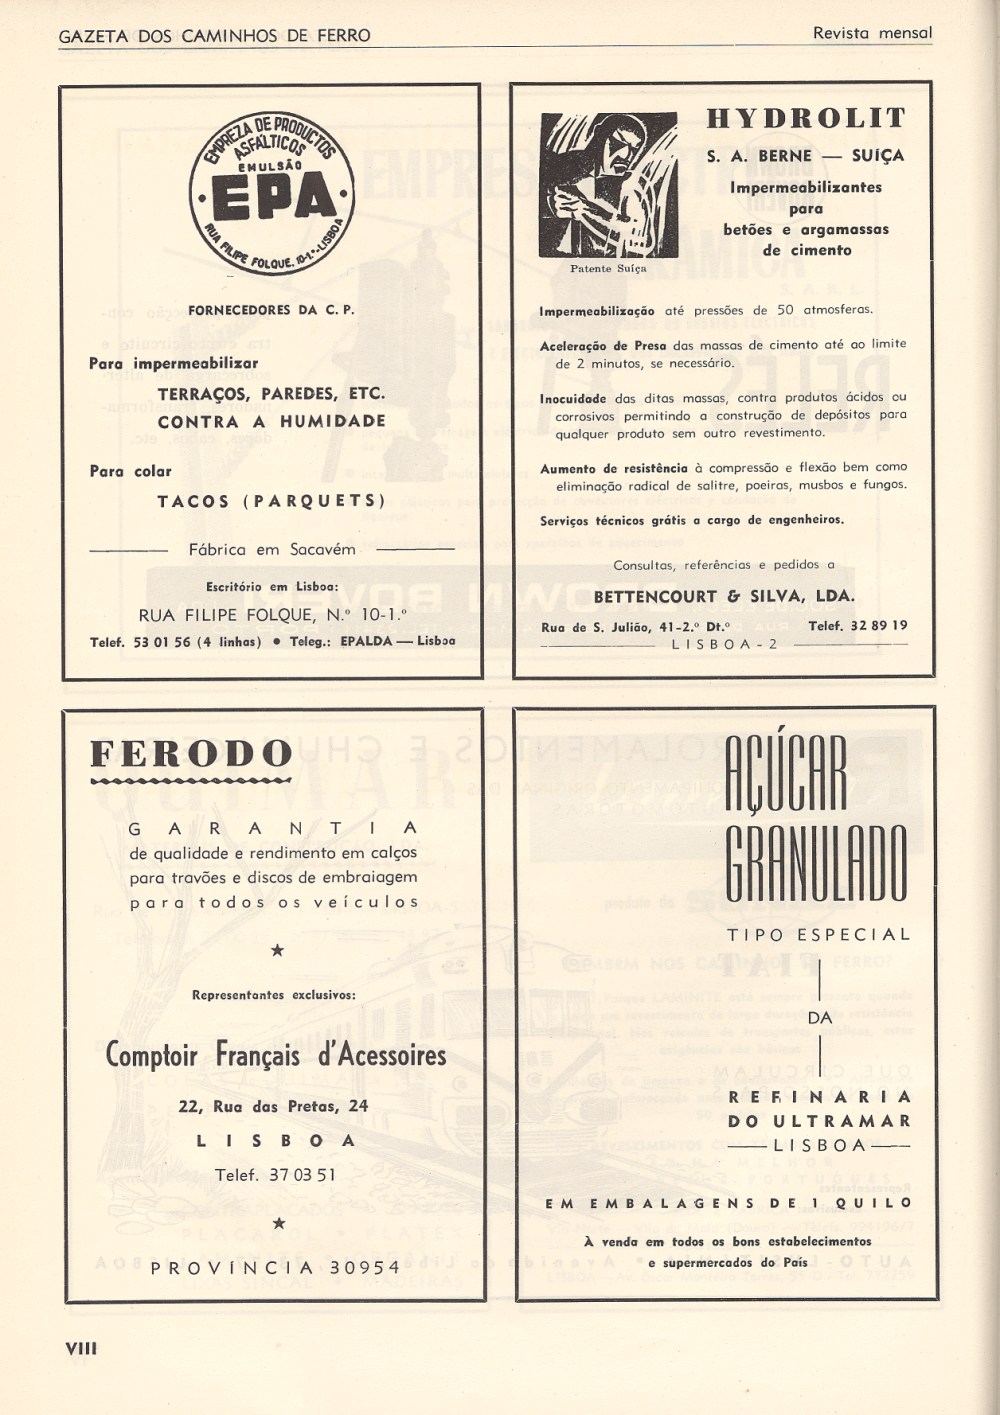 GAZETA DOS CAMINHOS DE FERRO
Revista mensal
EMPREZA DE PRODUCTOS
ASFÁLTICOS
EMULSÃO
·EPA·
RUA FILIPE FOLQUE, 10-1.º-LISBOA
FORNECEDORES DA C. P.
Para impermeabilizar
TERRAÇOS, PAREDES, ETC.
CONTRA A HUMIDADE
Para colar
TACOS (PARQUETS)
Fábrica em Sacavém
Escritório em Lisboa:
RUA FILIPE FOLQUE, N.º 10-1.º
Telef. 53 01 56 (4 linhas) ● Teleg.: EPALDA — Lisboa
HYDROLIT
S. A. BERNE — SUÍÇA
Impermeabilizantes
para
betões e argamassas
de cimento
Patente Suíça
Impermeabilização até pressões de 50 atmosferas.
Aceleração de Presa das massas de cimento até ao limite
de 2 minutos, se necessário.
Inocuidade das ditas massas, contra produtos ácidos ou
corrosivos permitindo a construção de depósitos para
qualquer produto sem outro revestimento.
Aumento de resistência à compressão e flexão bem como
eliminação radical de salitre, poeiras, musbos e fungos.
Serviços técnicos grátis a cargo de engenheiros.
Consultas, referências e pedidos a
BETTENCOURT & SILVA, LDA.
Rua de S. Julião, 41-2.º Dt.º Telef. 32 89 19
LISBOA-2
FERODO
GARANTIA
de qualidade e rendimento em calços
para travões e discos de embraiagem
para todos os veículos
★
Representantes exclusivos:
Comptoir Français d'Acessoires
22, Rua das Pretas, 24
LISBOA
Telef. 37 03 51
★
PROVÍNCIA 30954
AÇÚCAR
GRANULADO
TIPO ESPECIAL
DA
REFINARIA
DO ULTRAMAR
LISBOA
EM EMBALAGENS DE 1 QUILO
À venda em todos os bons estabelecimentos
e supermercados do País
VIII